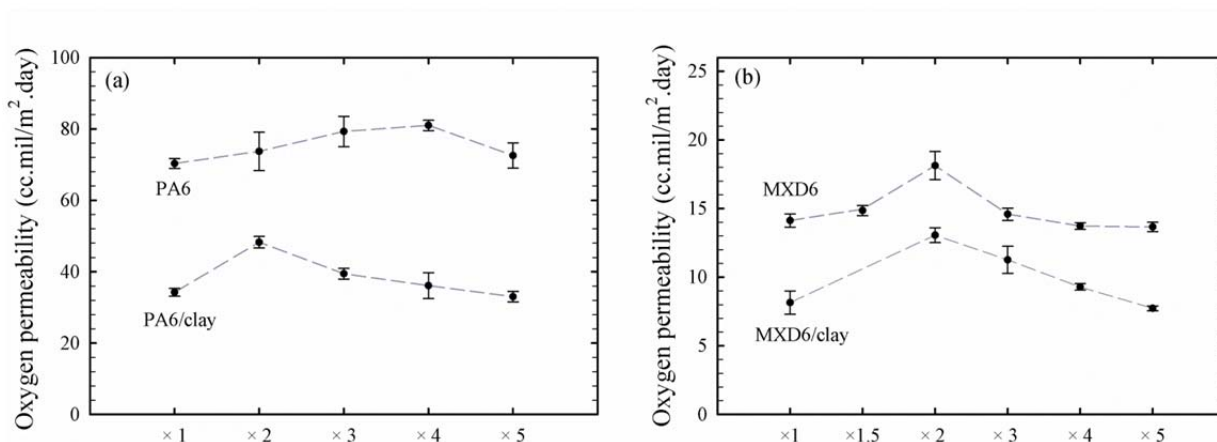 Oxygen permeability (cc.mil/m².day)
100
80
60
40
20
0
(a)
PA6
PA6/clay
× 1
× 2
× 3
× 4
× 5
Oxygen permeability (cc.mil/m².day)
25
20
15
10
5
0
(b)
MXD6
MXD6/clay
×1
×1.5
× 2
× 3
× 4
× 5